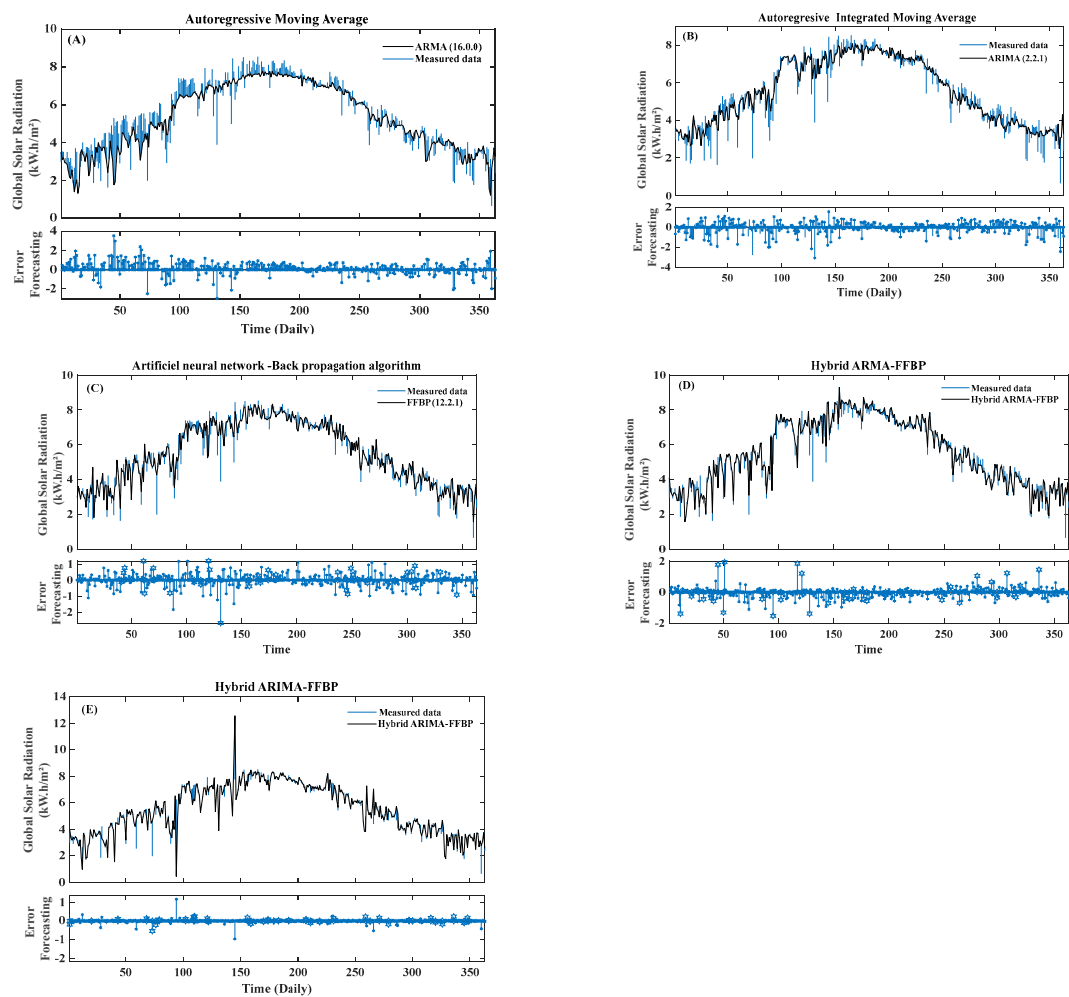 Autoregressive Moving Average
(A)
ARMA (16.0.0)
Measured data
Global Solar Radiation
(kW.h/m²)
10
8
6
4
2
0
Error
Forecasting
4
2
0
-2
50 100 150 200 250 300 350
Time (Daily)
Autoregresive Integrated Moving Average
(B)
Measured data
ARIMA (2.2.1)
Global Solar Radiation
(kW.h/m²)
8
6
4
2
0
Error
Forecasting
2
0
-2
-4
50 100 150 200 250 300 350
Time (Daily)
Artificiel neural network -Back propagation algorithm
(C)
Measured data
FFBP (12.2.1)
Global Solar Radiation
(kW.h/m²)
10
8
6
4
2
0
Error
Forecasting
1
0
-1
-2
50 100 150 200 250 300 350
Time
Hybrid ARMA-FFBP
(D)
Measured data
Hybrid ARMA-FFBP
Global Solar Radiation
(kW.h/m²)
10
8
6
4
2
0
Error
Forecasting
2
0
-2
50 100 150 200 250 300 350
Time
Hybrid ARIMA-FFBP
(E)
Measured data
Hybrid ARIMA-FFBP
Global Solar Radiation
(kW.h/m²)
14
12
10
8
6
4
2
0
Error
Forecasting
1
0
-1
-2
50 100 150 200 250 300 350
Time (Daily)